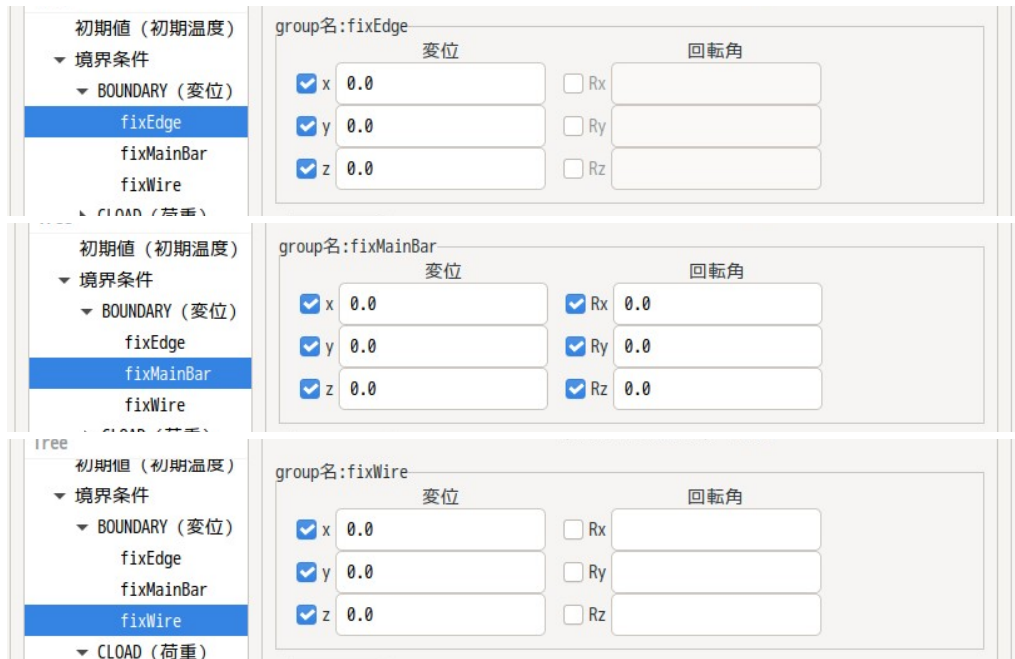 初期値 (初期温度)
境界条件
BOUNDARY (変位)
fixEdge
fixMainBar
fixWire
CLOAD (荷重)
group名:fixEdge
変位 回転角
x 0.0 Rx
y 0.0 Ry
z 0.0 Rz
初期値 (初期温度)
境界条件
BOUNDARY (変位)
fixEdge
fixMainBar
fixWire
group名:fixMainBar
変位 回転角
x 0.0 Rx 0.0
y 0.0 Ry 0.0
z 0.0 Rz 0.0
Tree
初期値 (初期温度)
境界条件
BOUNDARY (変位)
fixEdge
fixMainBar
fixWire
CLOAD (荷重)
group名:fixWire
変位 回転角
x 0.0 Rx
y 0.0 Ry
z 0.0 Rz